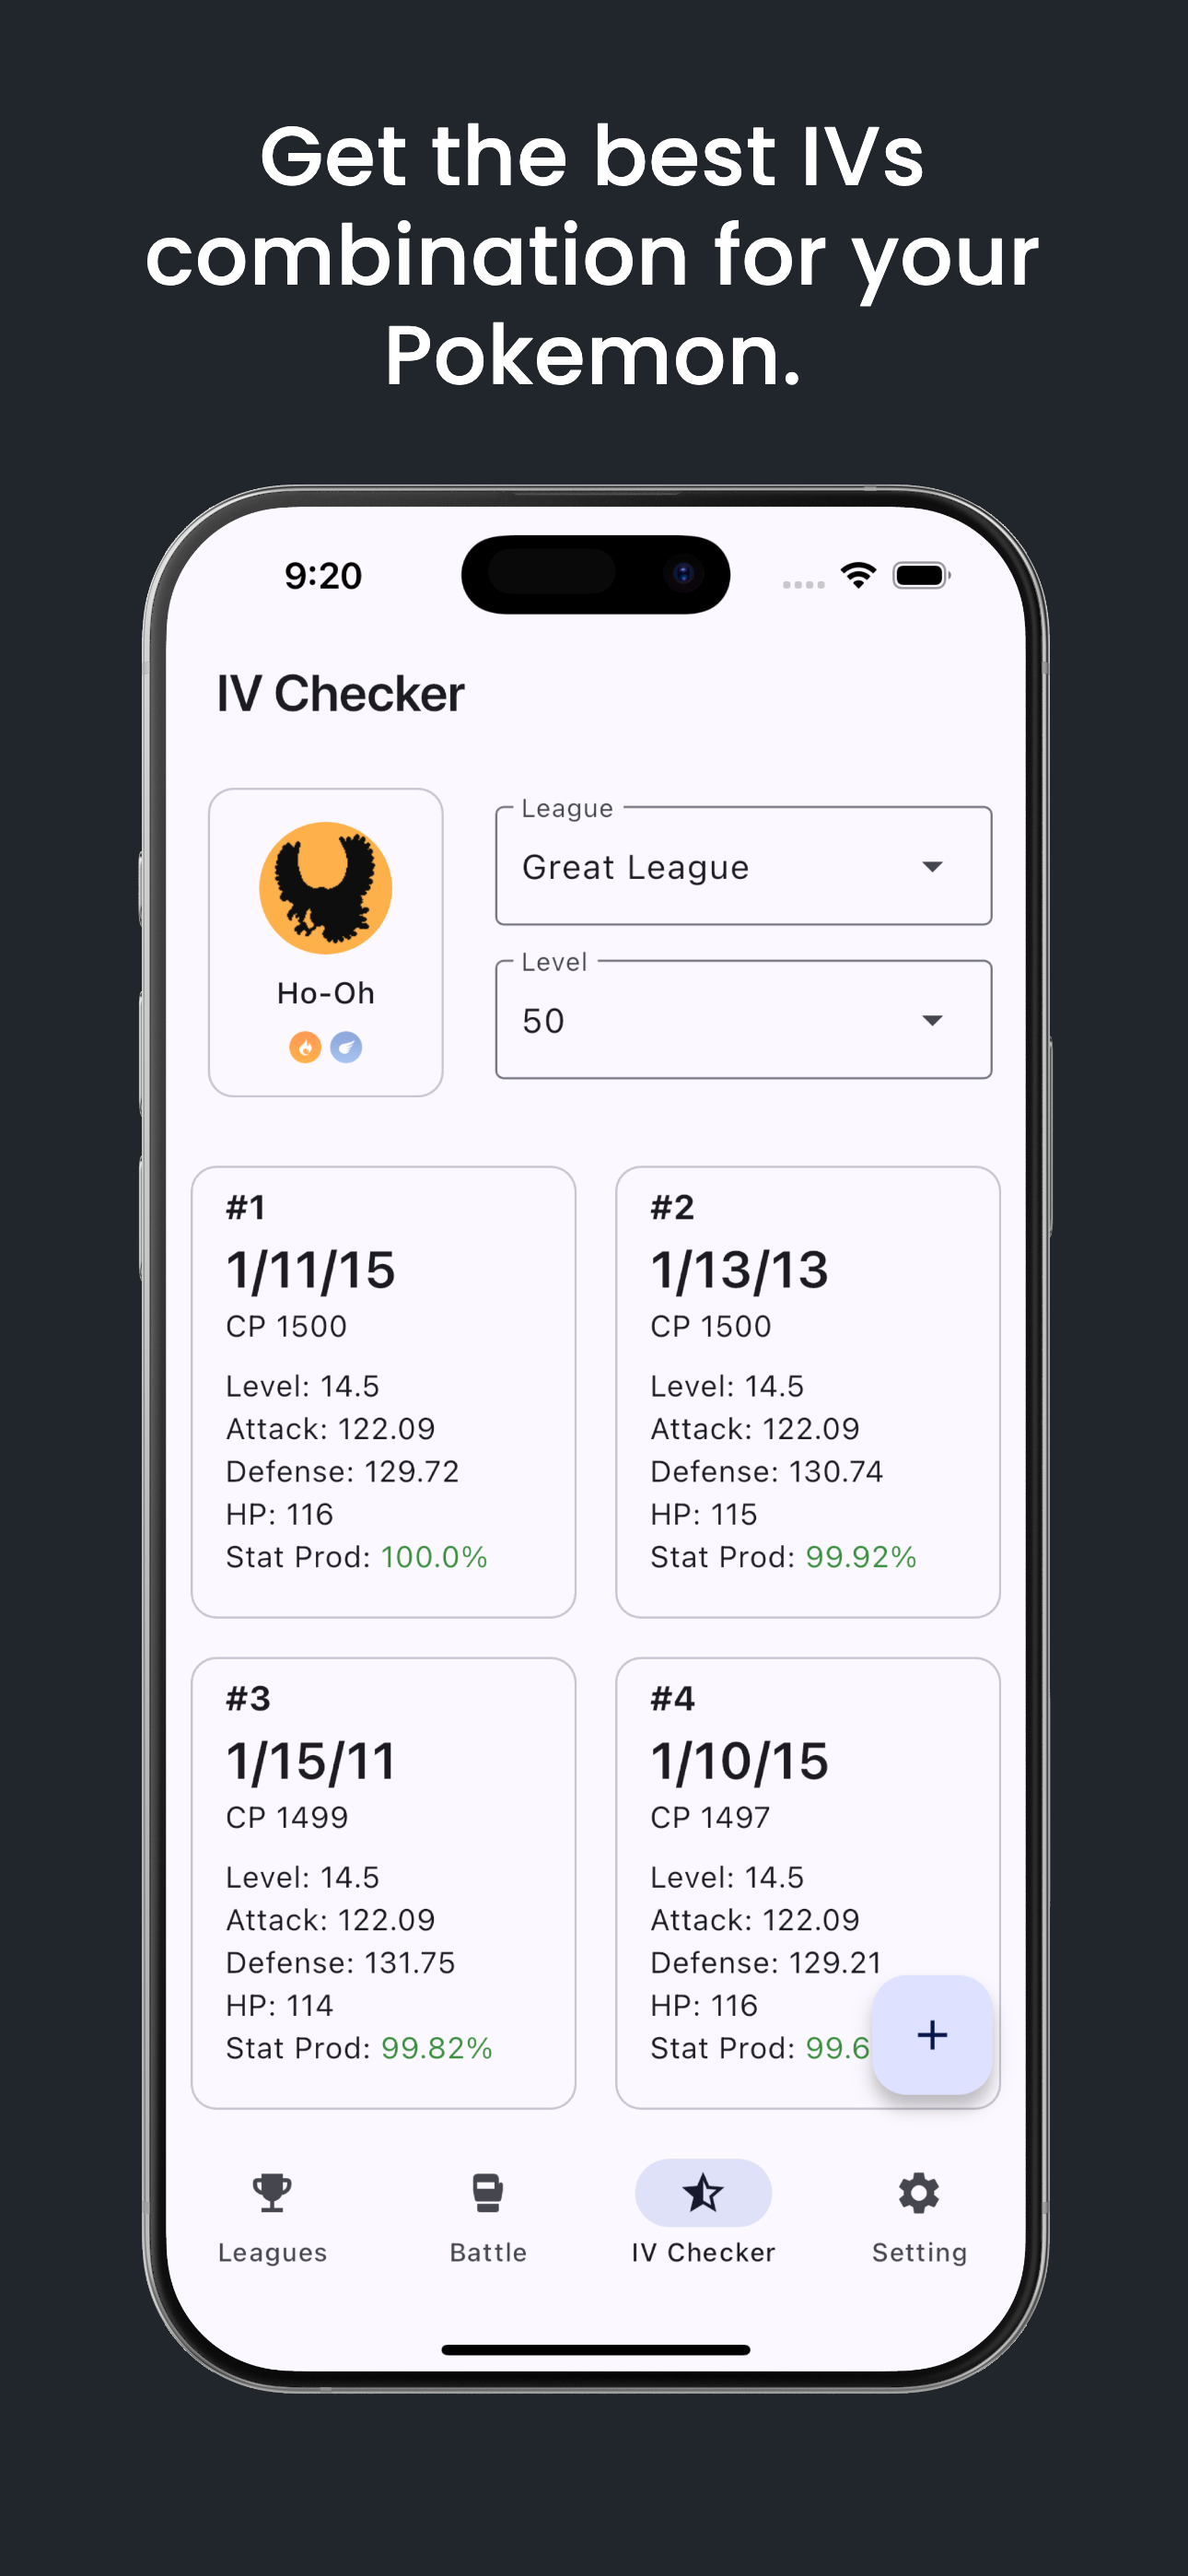 Get the best IVs
combination for your
Pokemon.
9:20
IV Checker
Ho-Oh
League
Great League
Level
50
#1
1/11/15
CP 1500
Level: 14.5
Attack: 122.09
Defense: 129.72
HP: 116
Stat Prod: 100.0%
#2
1/13/13
CP 1500
Level: 14.5
Attack: 122.09
Defense: 130.74
HP: 115
Stat Prod: 99.92%
#3
1/15/11
CP 1499
Level: 14.5
Attack: 122.09
Defense: 131.75
HP: 114
Stat Prod: 99.82%
#4
1/10/15
CP 1497
Level: 14.5
Attack: 122.09
Defense: 129.21
HP: 116
Stat Prod: 99.6
+
Leagues
Battle
IV Checker
Setting